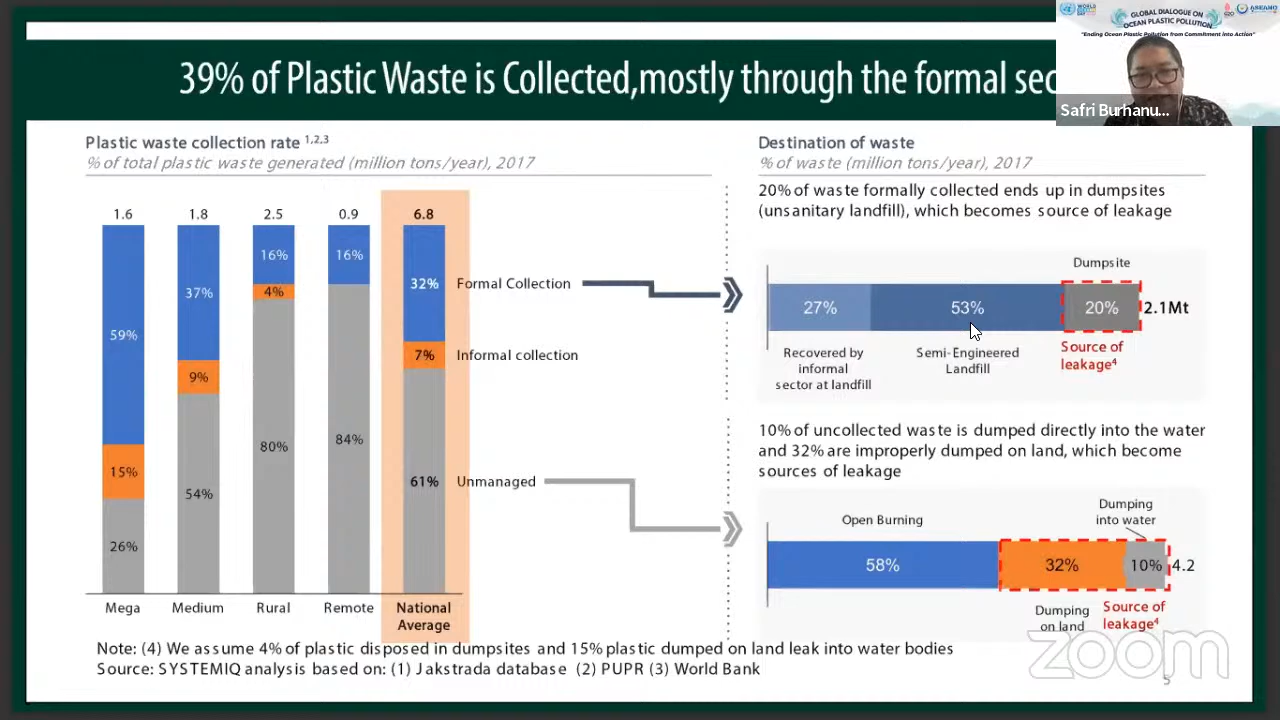 GLOBAL DIALOGUE ON
OCEAN PLASTIC POLLUTION
"Ending Ocean Plastic Pollution from Commitment into Action"
Safri Burhanu...
39% of Plastic Waste is Collected,mostly through the formal sec
Plastic waste collection rate 1,2,3
% of total plastic waste generated (million tons/year), 2017
1.6 1.8 2.5 0.9 6.8
59% 37% 16% 16% 32%
15% 9% 4% 7%
26% 54% 80% 84% 61%
Formal Collection
Informal collection
Unmanaged
Mega Medium Rural Remote National
Average
Destination of waste
% of waste (million tons/year), 2017
20% of waste formally collected ends up in dumpsites
(unsanitary landfill), which becomes source of leakage
Dumpsite
27% 53% 20% 2.1Mt
Recovered by
informal
sector at landfill
Semi-Engineered
Landfill
Source of
leakage4
10% of uncollected waste is dumped directly into the water
and 32% are improperly dumped on land, which become
sources of leakage
Open Burning
Dumping
into water
58% 32% 10% 4.2
Dumping
on land
Source of
leakage4
Note: (4) We assume 4% of plastic disposed in dumpsites and 15% plastic dumped on land leak into water bodies
Source: SYSTEMIQ analysis based on: (1) Jakstrada database (2) PUPR (3) World Bank
zoom
5